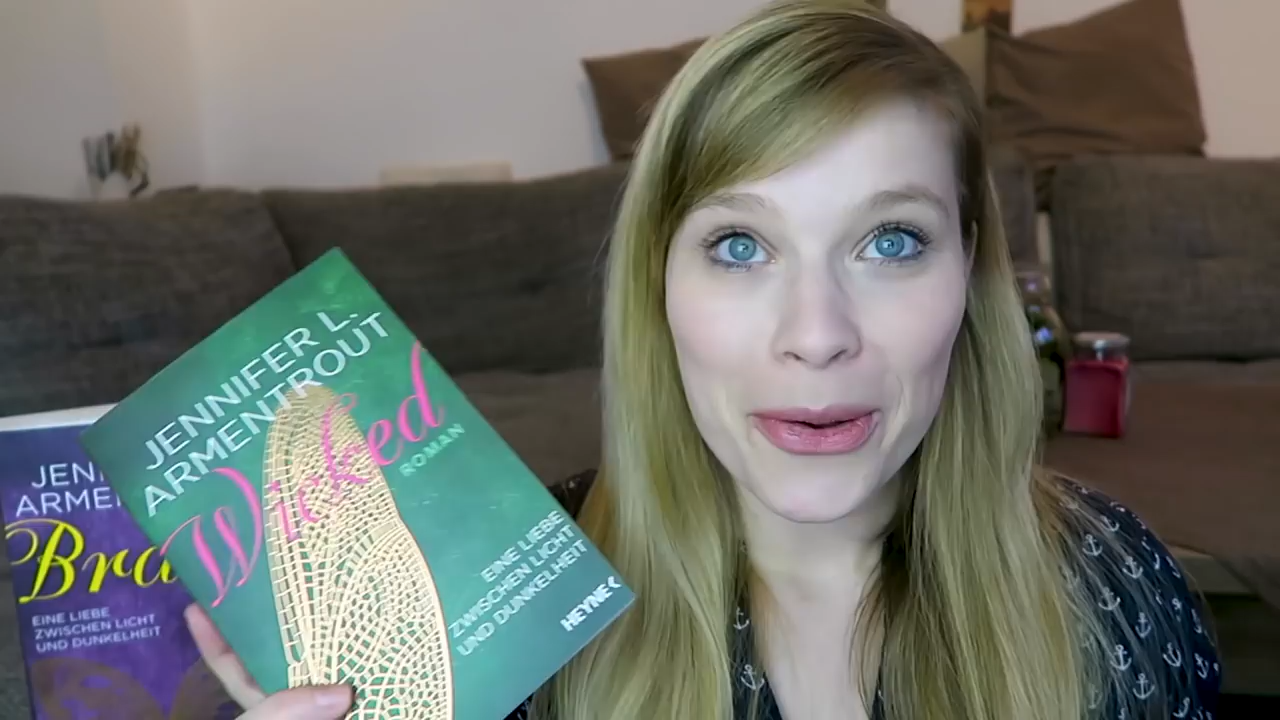 JENNIFER L.
ARMENTROUT
Wicked
ROMAN
EINE LIEBE
ZWISCHEN LICHT
UND DUNKELHEIT
HEYNE
JEN
ARME
Bra
EINE LIEBE
ZWISCHEN LICHT
UND DUNKELHEIT